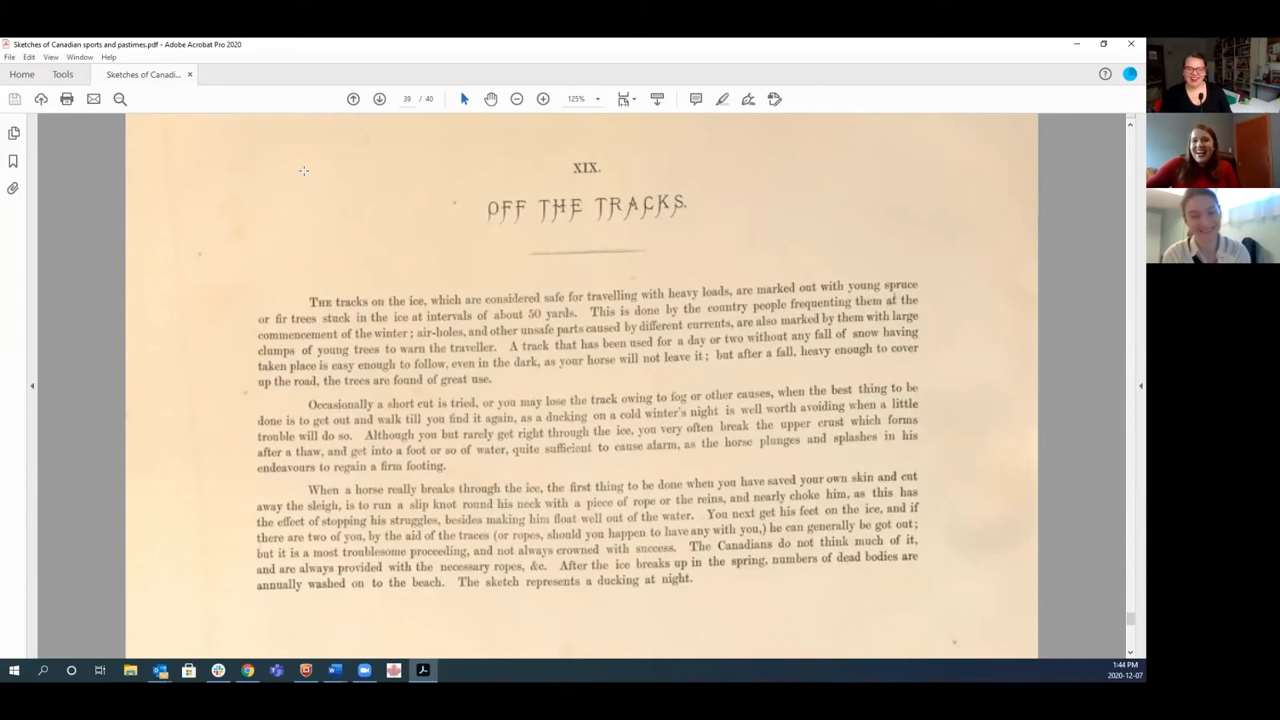 Sketches of Canadian sports and pastimes.pdf - Adobe Acrobat Pro 2020
File Edit View Window Help
Home Tools Sketches of Canadi... ×
39 / 40 125%
XIX.
OFF THE TRACKS.
THE tracks on the ice, which are considered safe for travelling with heavy loads, are marked out with young spruce
or fir trees stuck in the ice at intervals of about 50 yards. This is done by the country people frequenting them at the
commencement of the winter; air-holes, and other unsafe parts caused by different currents, are also marked by them with large
clumps of young trees to warn the traveller. A track that has been used for a day or two without any fall of snow having
taken place is easy enough to follow, even in the dark, as your horse will not leave it; but after a fall, heavy enough to cover
up the road, the trees are found of great use.
Occasionally a short cut is tried, or you may lose the track owing to fog or other causes, when the best thing to be
done is to get out and walk till you find it again, as a ducking on a cold winter's night is well worth avoiding when a little
trouble will do so. Although you but rarely get right through the ice, you very often break the upper crust which forms
after a thaw, and get into a foot or so of water, quite sufficient to cause alarm, as the horse plunges and splashes in his
endeavours to regain a firm footing.
When a horse really breaks through the ice, the first thing to be done when you have saved your own skin and cut
away the sleigh, is to run a slip knot round his neck with a piece of rope or the reins, and nearly choke him, as this has
the effect of stopping his struggles, besides making him float well out of the water. You next get his feet on the ice, and if
there are two of you, by the aid of the traces (or ropes, should you happen to have any with you,) he can generally be got out;
but it is a most troublesome proceeding, and not always crowned with success. The Canadians do not think much of it,
and are always provided with the necessary ropes, &c. After the ice breaks up in the spring, numbers of dead bodies are
annually washed on to the beach. The sketch represents a ducking at night.
1:44 PM
2020-12-07